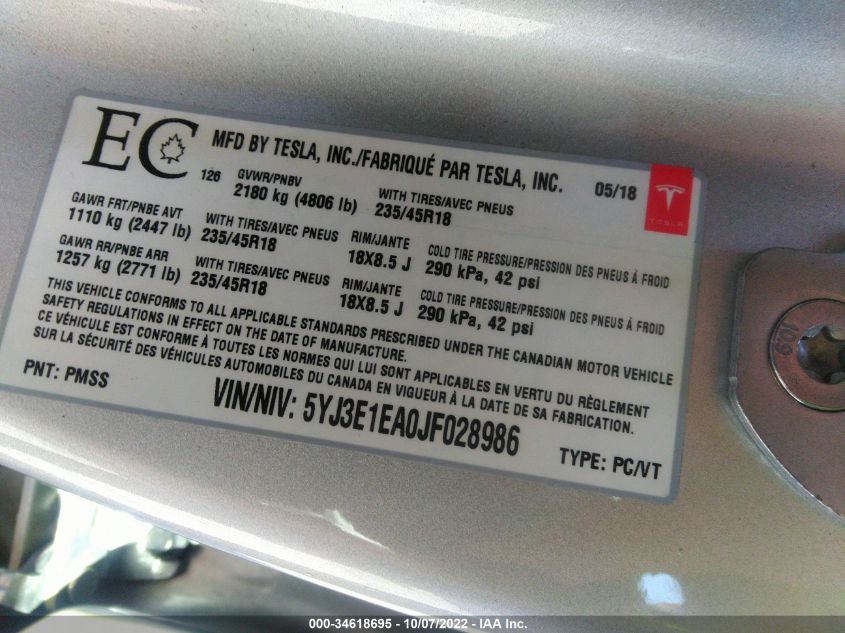 EC
MFD BY TESLA, INC./FABRIQUÉ PAR TESLA, INC. 05/18
126 GVWR/PNBV WITH TIRES/AVEC PNEUS
2180 kg (4806 lb) 235/45R18
TESLA
GAWR FRT/PNBE AVT WITH TIRES/AVEC PNEUS RIM/JANTE COLD TIRE PRESSURE/PRESSION DES PNEUS À FROID
1110 kg (2447 lb) 235/45R18 18X8.5 J 290 kPa, 42 psi
GAWR RR/PNBE ARR WITH TIRES/AVEC PNEUS RIM/JANTE COLD TIRE PRESSURE/PRESSION DES PNEUS À FROID
1257 kg (2771 lb) 235/45R18 18X8.5 J 290 kPa, 42 psi
THIS VEHICLE CONFORMS TO ALL APPLICABLE STANDARDS PRESCRIBED UNDER THE CANADIAN MOTOR VEHICLE
SAFETY REGULATIONS IN EFFECT ON THE DATE OF MANUFACTURE.
CE VÉHICULE EST CONFORME À TOUTES LES NORMES QUI LUI SONT APPLICABLES EN VERTU DU RÈGLEMENT
SUR LA SÉCURITÉ DES VÉHICULES AUTOMOBILES DU CANADA EN VIGUEUR À LA DATE DE SA FABRICATION.
PNT: PMSS
VIN/NIV: 5YJ3E1EA0JF028986
TYPE: PC/VT
10.9
000-34618695 - 10/07/2022 - IAA Inc.